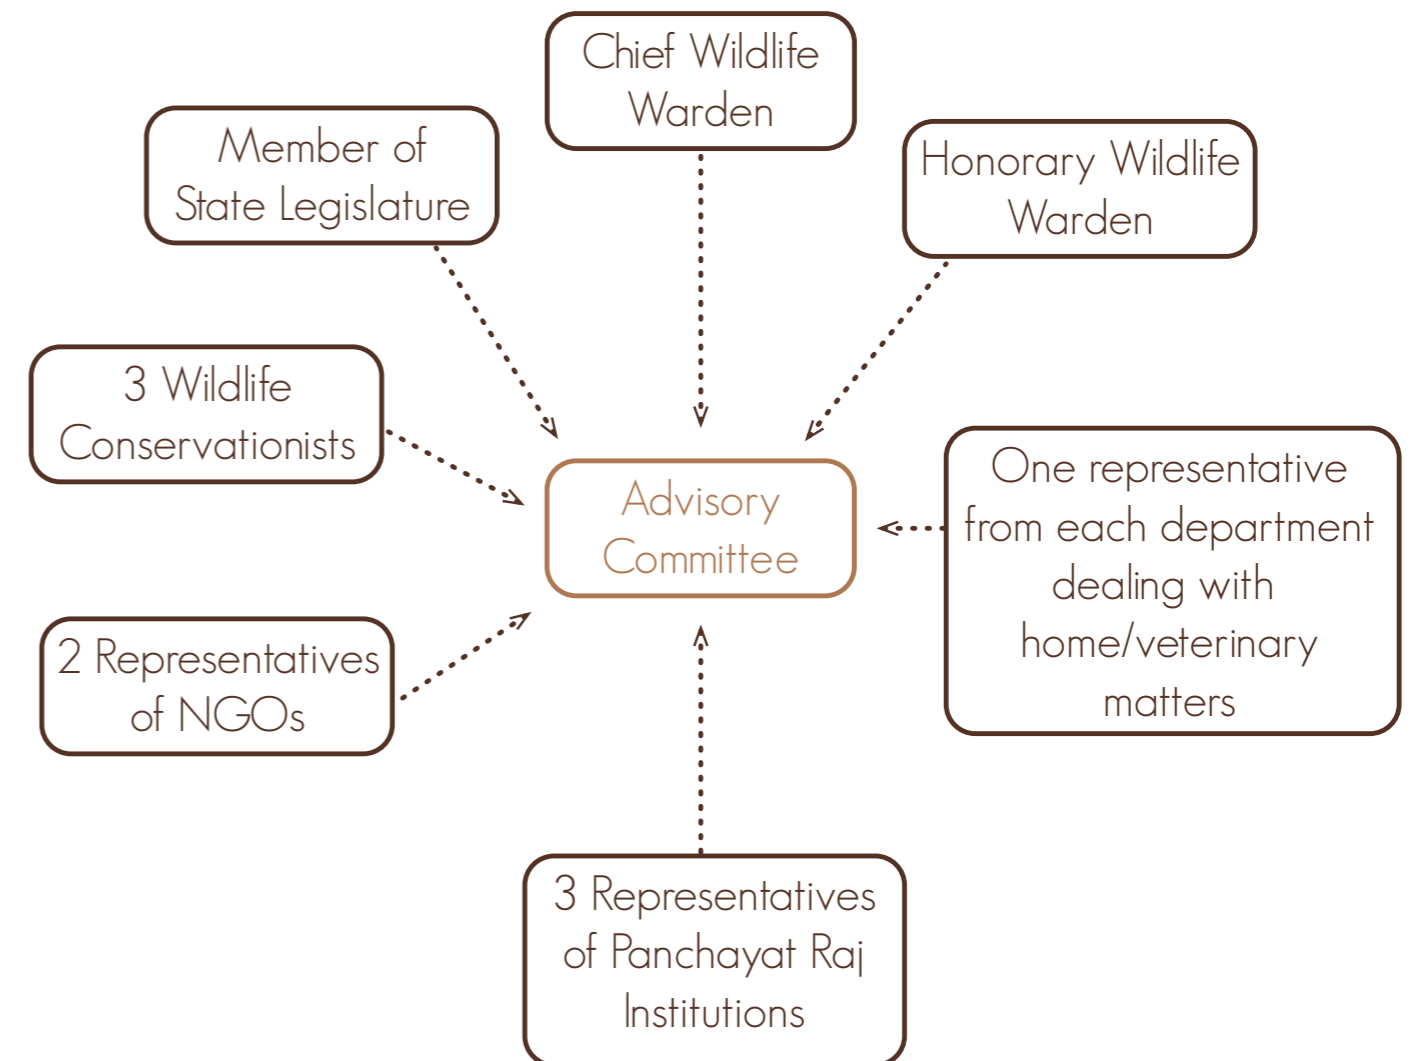 Chief Wildlife
Warden
Member of
State Legislature
Honorary Wildlife
Warden
3 Wildlife
Conservationists
Advisory
Committee
One representative
from each department
dealing with
home/veterinary
matters
2 Representatives
of NGOs
3 Representatives
of Panchayat Raj
Institutions